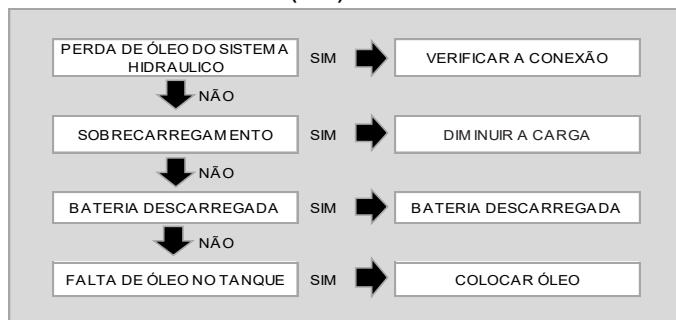 PERDA DE ÓLEO DO SISTEMA HIDRAULICO
SIM
VERIFICAR A CONEXÃO
NÃO
SOBRECARREGAMENTO
SIM
DIMINUIR A CARGA
NÃO
BATERIA DESCARREGADA
SIM
BATERIA DESCARREGADA
NÃO
FALTA DE ÓLEO NO TANQUE
SIM
COLOCAR ÓLEO